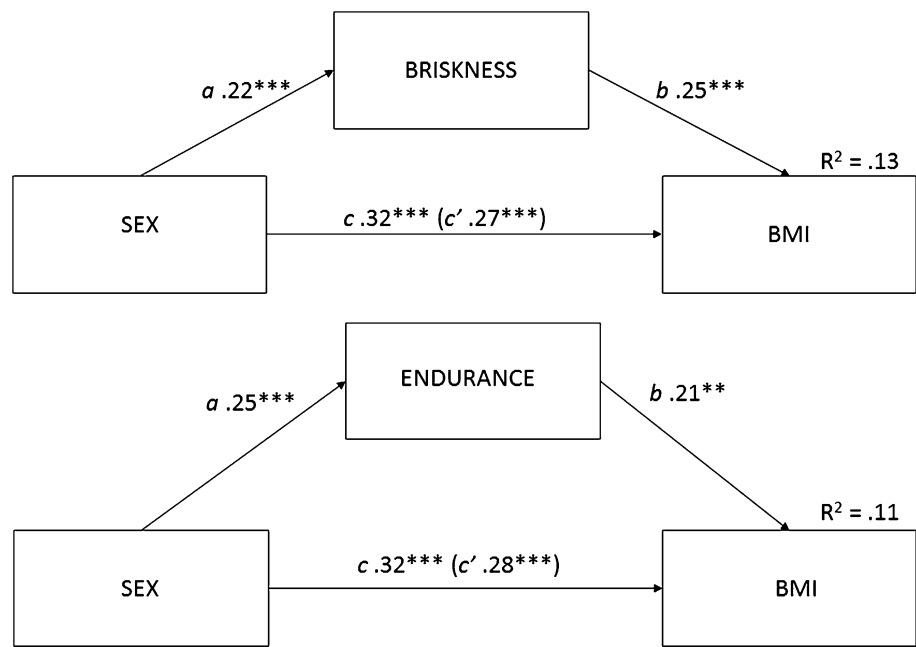 BRISKNESS
a .22***
b .25***
R² = .13
SEX
c .32*** (c’ .27***)
BMI
ENDURANCE
a .25***
b .21**
R² = .11
SEX
c .32*** (c’ .28***)
BMI